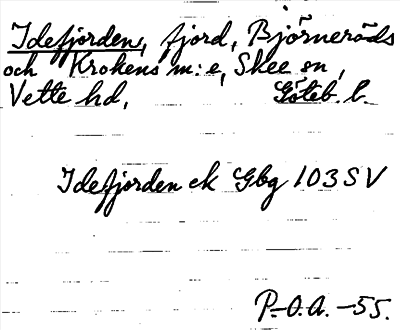 Idefjorden, fjord, Björneröds
och Krokens m:e, Skee sn,
Vette hd, Göteb. l.
Idefjorden ek Gbg 103 SV
P.-O.A. -55.